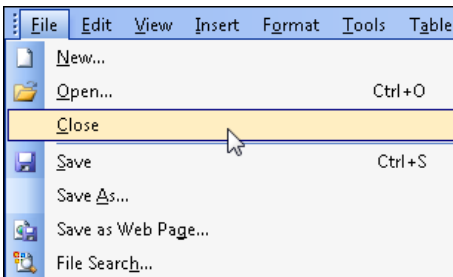 File Edit View Insert Format Tools Table
New...
Open... Ctrl+O
Close
Save Ctrl+S
Save As...
Save as Web Page...
File Search...